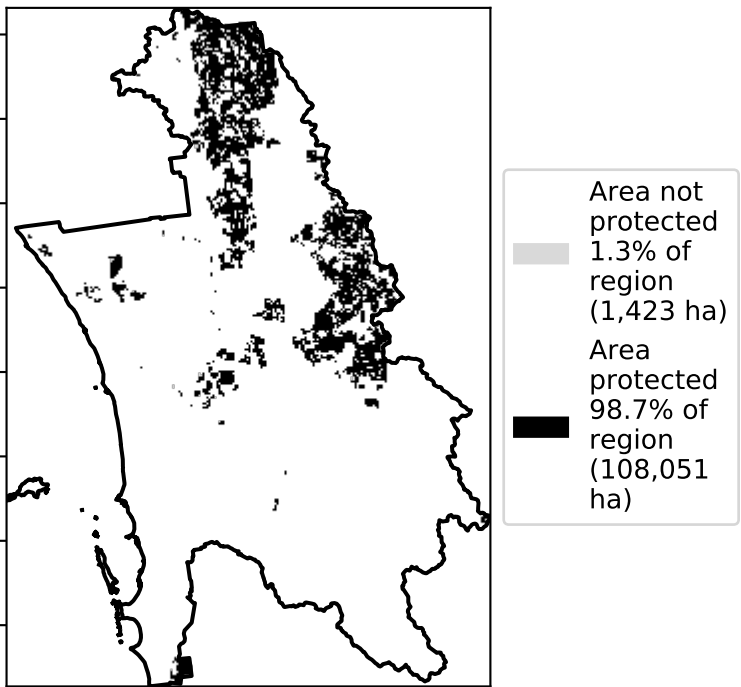 Area not
protected
1.3% of
region
(1,423 ha)
Area
protected
98.7% of
region
(108,051
ha)